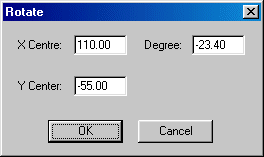 Rotate
X Centre: 110.00 Degree: -23.40
Y Center: -55.00
OK Cancel